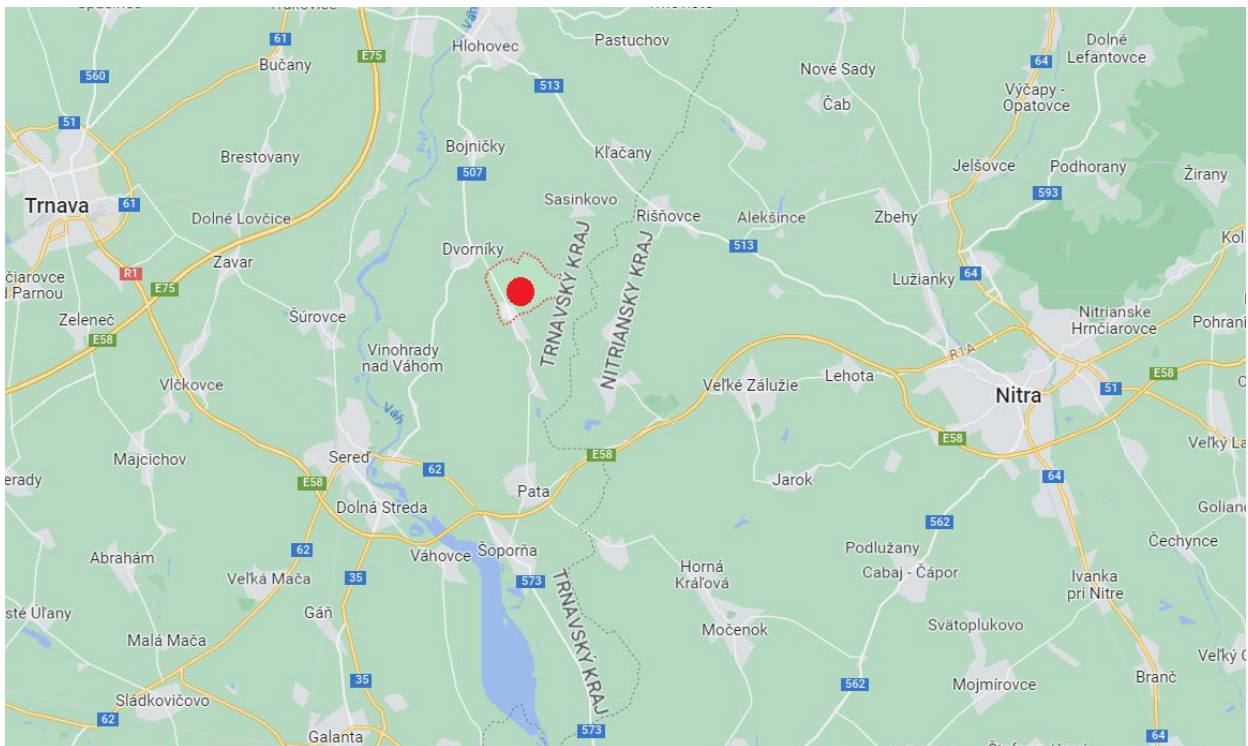 61
Bučany
E75
Váh
Hlohovec
Pastuchov
64
Dolné
Lefantovce
560
513
Nové Sady
Čab
Výčapy -
Opatovce
51
Brestovany
Bojničky
507
Kľačany
Jelšovce
Podhorany
593
Žirany
Trnava
61
Dolné Lovčice
Sasinkovo
Rišňovce
Alekšince
Zbehy
513
Dvorníky
TRNAVSKÝ KRAJ
NITRIANSKY KRAJ
R1
Zavar
E75
64
Lužianky
Zeleneč
E58
Šúrovce
Nitrianske
Hrnčiarovce
Vinohrady
nad Váhom
R1A
Vlčkovce
Váh
Veľké Zálužie
Lehota
Nitra
51
E58
E58
Majcichov
Sereď
62
E58
E58
64
Pata
Jarok
Dolná Streda
562
Abrahám
62
Váhovce
Šoporňa
Podlužany
Čechynce
Veľká Mača
35
573
Horná
Kráľová
Cabaj - Čápor
Ivanka
pri Nitre
Gáň
TRNAVSKÝ KRAJ
Močenok
Svätoplukovo
Malá Mača
35
562
Mojmírovce
Branč
Sládkovičovo
62
Galanta
573
64